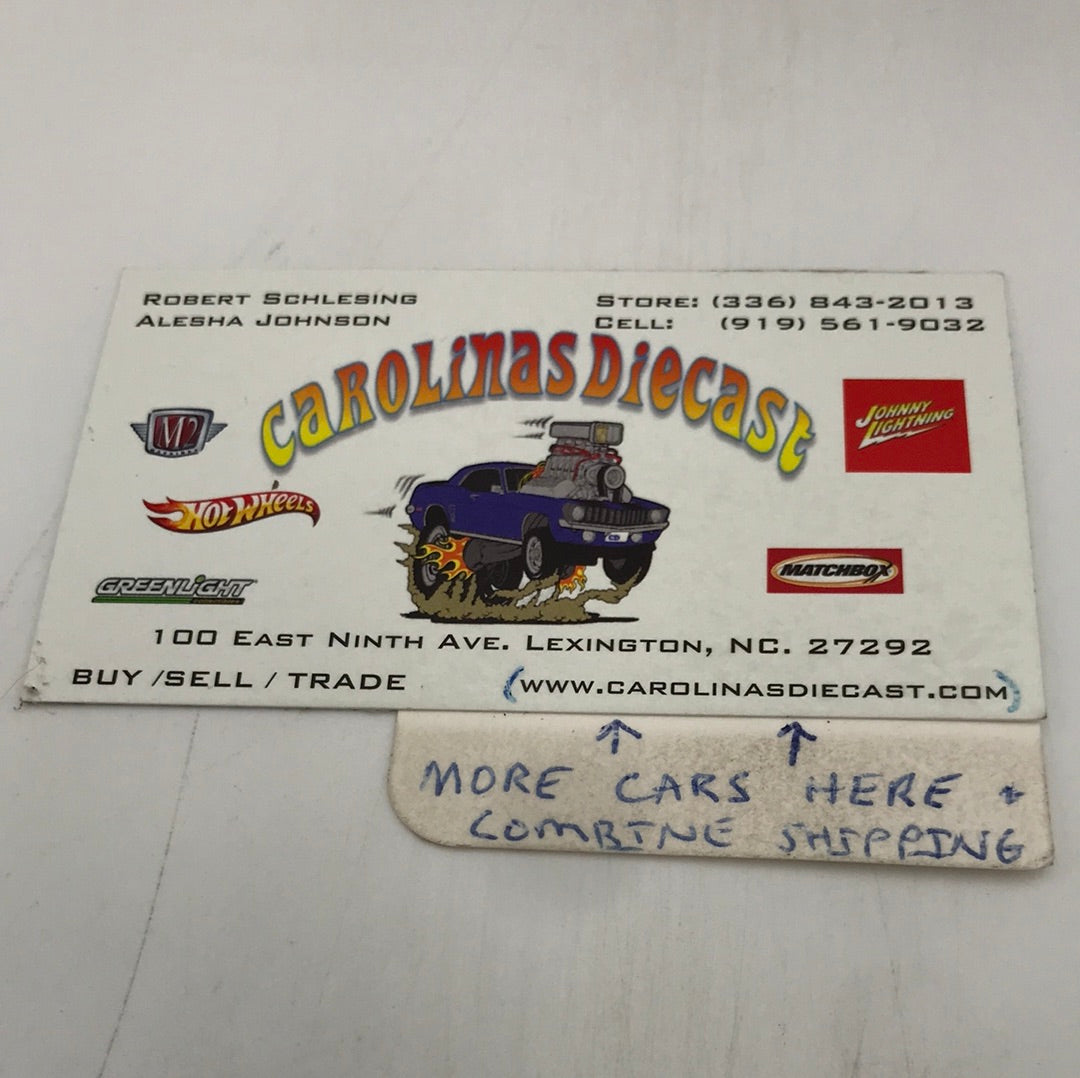 ROBERT SCHLESING
ALESHA JOHNSON
STORE: (336) 843-2013
CELL: (919) 561-9032
CAROLINAS DIECAST
M2
JOHNNY LIGHTNING
HOT WHEELS
MATCHBOX
GREENLIGHT
100 EAST NINTH AVE. LEXINGTON, NC. 27292
BUY /SELL / TRADE
(WWW.CAROLINASDIECAST.COM)
MORE CARS HERE +
COMBINE SHIPPING